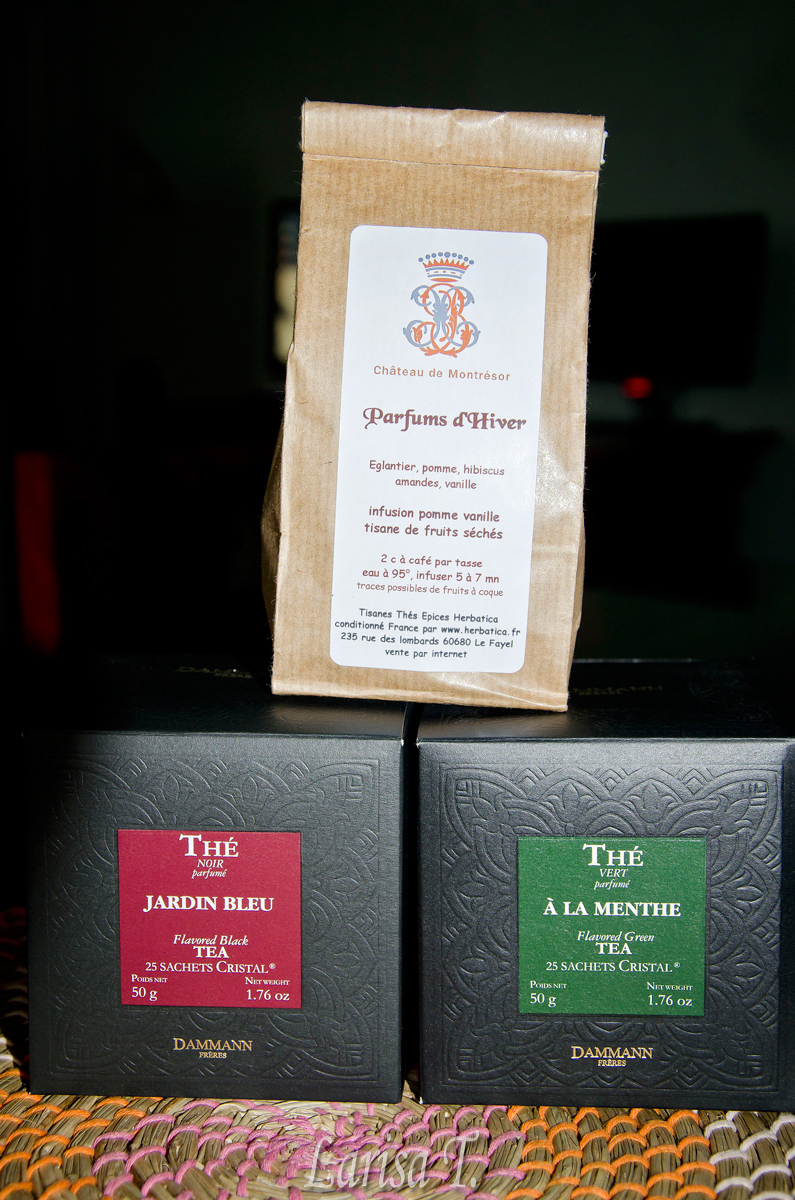 Château de Montrésor
Parfums d'Hiver
Eglantier, pomme, hibiscus
amandes, vanille
infusion pomme vanille
tisane de fruits séchés
2 c à café par tasse
eau à 95°, infuser 5 à 7 mn
traces possibles de fruits à coque
Tisanes Thés Epices Herbatica
conditionné France par www.herbatica.fr
235 rue des lombards 60680 Le Fayel
vente par internet
DAMMANN
DAMMANN
THÉ
NOIR
parfumé
JARDIN BLEU
Flavored Black
TEA
25 SACHETS CRISTAL®
POIDS NET NET WEIGHT
50 g 1.76 oz
DAMMANN
FRÈRES
THÉ
VERT
parfumé
À LA MENTHE
Flavored Green
TEA
25 SACHETS CRISTAL®
POIDS NET NET WEIGHT
50 g 1.76 oz
DAMMANN
FRÈRES
Larisa T.